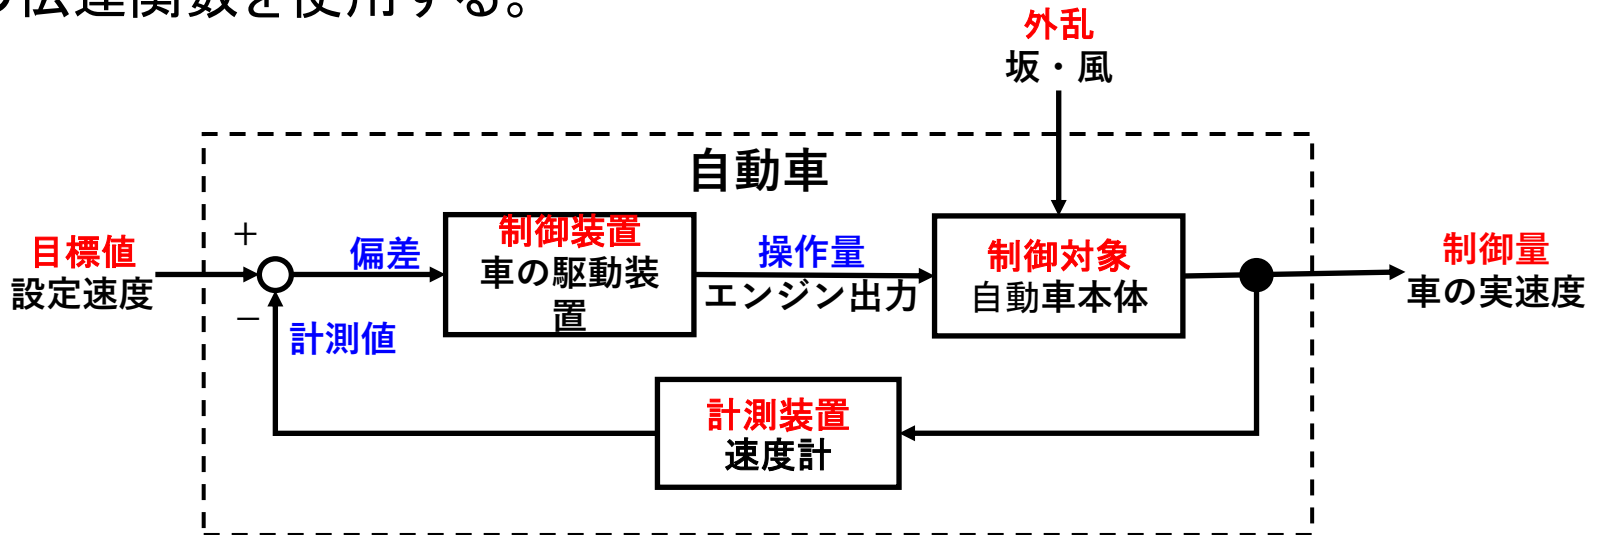 伝達関数を使用する。
外乱
坂・風
自動車
+
目標値
設定速度
偏差
制御装置
車の駆動装
置
操作量
エンジン出力
制御対象
自動車本体
制御量
車の実速度
−
計測値
計測装置
速度計